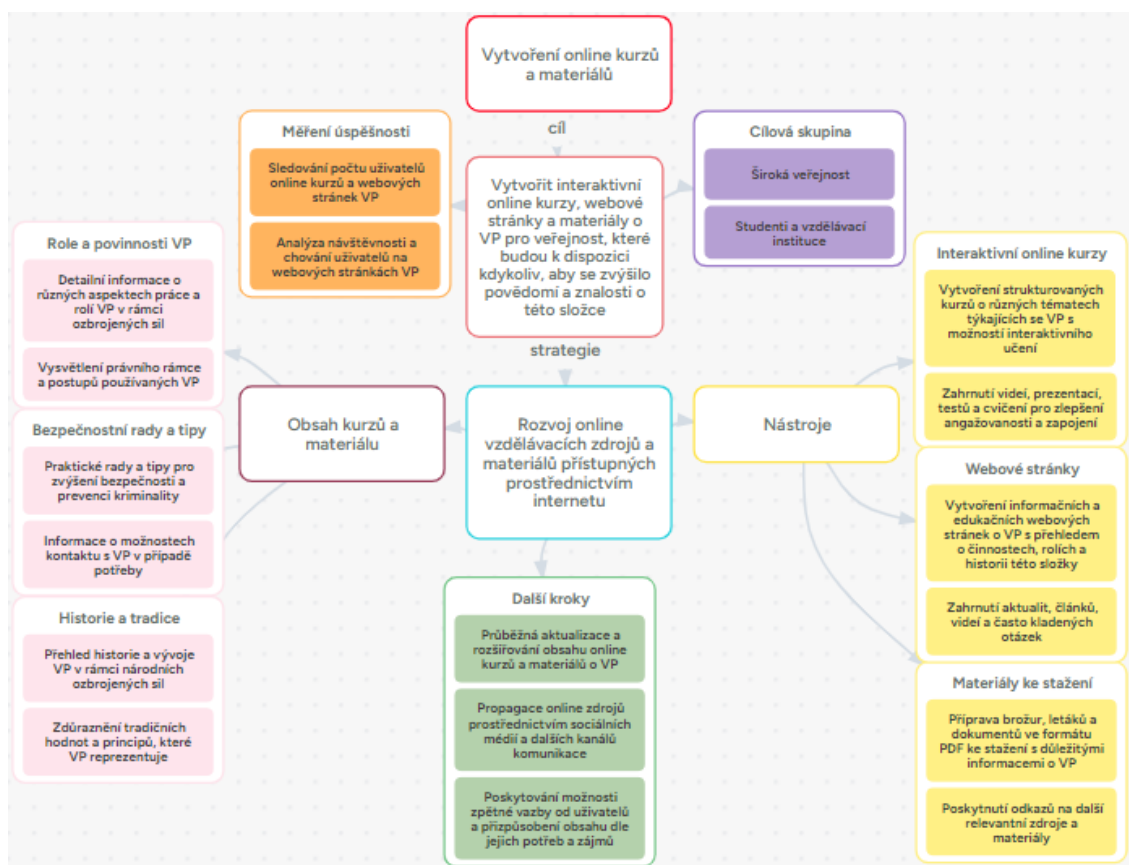 Vytvoření online kurzů
a materiálů
cíl
Měření úspěšnosti
Sledování počtu uživatelů
online kurzů a webových
stránek VP
Analýza návštěvnosti a
chování uživatelů na
webových stránkách VP
Vytvořit interaktivní
online kurzy, webové
stránky a materiály o
VP pro veřejnost, které
budou k dispozici
kdykoliv, aby se zvýšilo
povědomí a znalosti o
této složce
Cílová skupina
Široká veřejnost
Studenti a vzdělávací
instituce
strategie
Role a povinnosti VP
Detailní informace o
různých aspektech práce a
rolí VP v rámci
ozbrojených sil
Vysvětlení právního rámce
a postupů používaných VP
Bezpečnostní rady a tipy
Praktické rady a tipy pro
zvýšení bezpečnosti a
prevenci kriminality
Informace o možnostech
kontaktu s VP v případě
potřeby
Historie a tradice
Přehled historie a vývoje
VP v rámci národních
ozbrojených sil
Zdůraznění tradičních
hodnot a principů, které
VP reprezentuje
Obsah kurzů a
materiálu
Rozvoj online
vzdělávacích zdrojů a
materiálů přístupných
prostřednictvím
internetu
Nástroje
Interaktivní online kurzy
Vytvoření strukturovaných
kurzů o různých tématech
týkajících se VP s
možností interaktivního
učení
Zahrnutí videí, prezentací,
testů a cvičení pro zlepšení
angažovanosti a zapojení
Webové stránky
Vytvoření informačních a
edukačních webových
stránek o VP s přehledem
o činnostech, rolích a
historii této složky
Zahrnutí aktualit, článků,
videí a často kladených
otázek
Materiály ke stažení
Příprava brožur, letáků a
dokumentů ve formátu
PDF ke stažení s důležitými
informacemi o VP
Poskytnutí odkazů na další
relevantní zdroje a
materiály
Další kroky
Průběžná aktualizace a
rozšiřování obsahu online
kurzů a materiálů o VP
Propagace online zdrojů
prostřednictvím sociálních
médií a dalších kanálů
komunikace
Poskytování možnosti
zpětné vazby od uživatelů
a přizpůsobení obsahu dle
jejich potřeb a zájmů